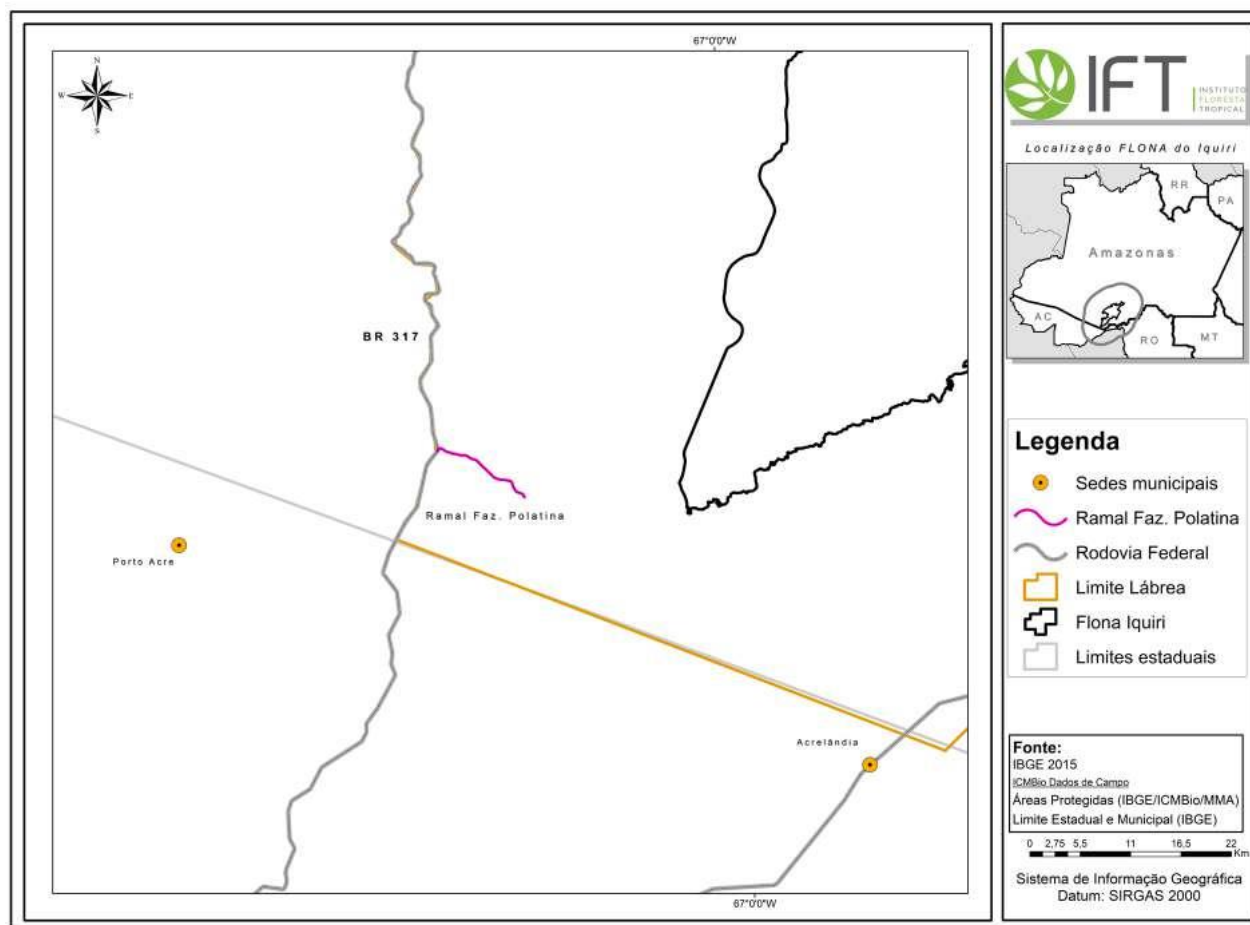 67°0'0"W
N
W
E
S
BR 317
Ramal Faz. Polatina
Porto Acre
Acrelândia
67°0'0"W
IFT
INSTITUTO
FLORESTA
TROPICAL
Localização FLONA do Iquiri
RR
PA
Amazonas
AC
RO
MT
Legenda
Sedes municipais
Ramal Faz. Polatina
Rodovia Federal
Limite Lábrea
Flona Iquiri
Limites estaduais
Fonte:
IBGE 2015
ICMBio Dados de Campo
Áreas Protegidas (IBGE/ICMBio/MMA)
Limite Estadual e Municipal (IBGE)
0 2,75 5,5 11 16,5 22
Km
Sistema de Informação Geográfica
Datum: SIRGAS 2000